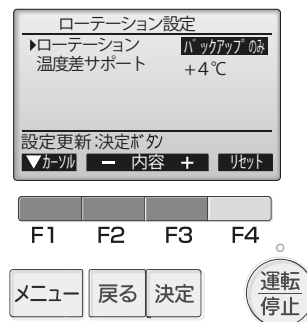 ローテーション設定
▶ローテーション バックアップのみ
温度差サポート +4℃
設定更新:決定ボタン
▼カーソル − 内容 + リセット
F1 F2 F3 F4
メニュー 戻る 決定 運転
停止